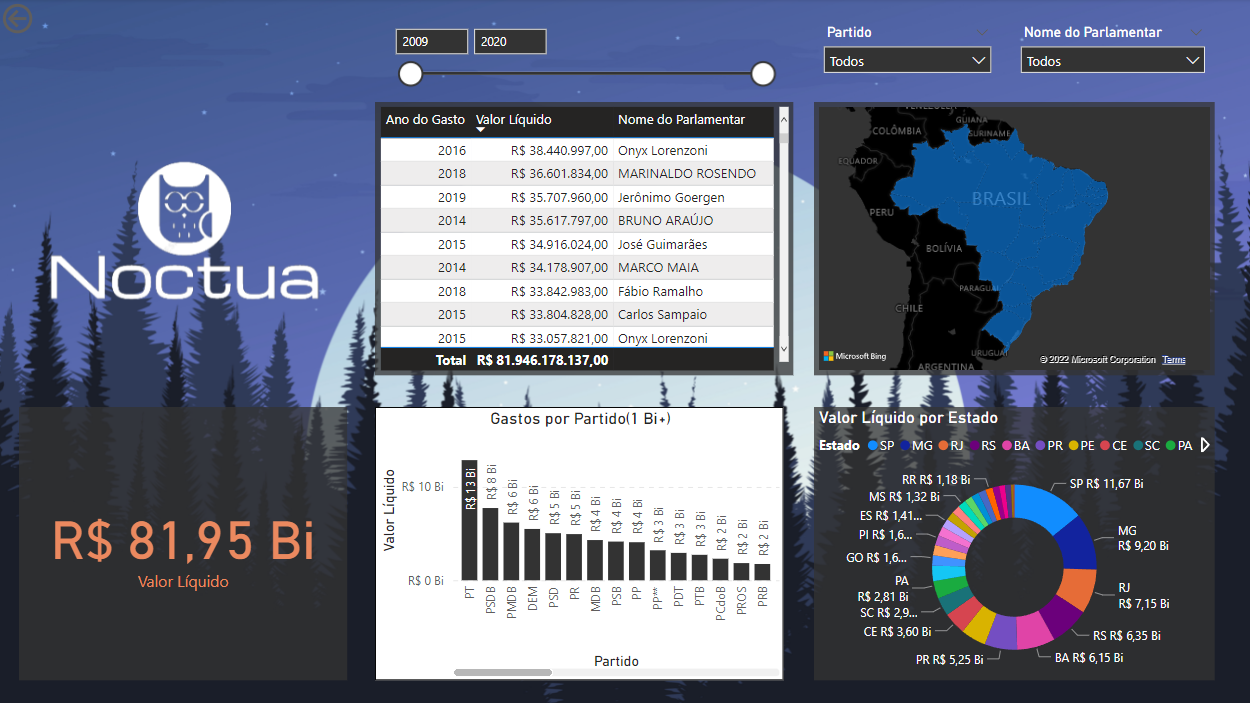 2009
2020
Partido
Todos
Nome do Parlamentar
Todos
Noctua
Ano do Gasto Valor Líquido Nome do Parlamentar
2016 R$ 38.440.997,00 Onyx Lorenzoni
2018 R$ 36.601.834,00 MARINALDO ROSENDO
2019 R$ 35.707.960,00 Jerônimo Goergen
2014 R$ 35.617.797,00 BRUNO ARAÚJO
2015 R$ 34.916.024,00 José Guimarães
2014 R$ 34.178.907,00 MARCO MAIA
2018 R$ 33.842.983,00 Fábio Ramalho
2015 R$ 33.804.828,00 Carlos Sampaio
2015 R$ 33.057.821,00 Onyx Lorenzoni
Total R$ 81.946.178.137,00
VENEZUELA
GUIANA
COLÔMBIA
SURINAME
EQUADOR
BRASIL
PERU
BOLÍVIA
PARAGUAI
CHILE
URUGUAI
ARGENTINA
Microsoft Bing
© 2022 Microsoft Corporation Terms
R$ 81,95 Bi
Valor Líquido
Gastos por Partido(1 Bi+)
Valor Líquido
R$ 10 Bi
R$ 0 Bi
R$ 13 Bi
R$ 8 Bi
R$ 6 Bi
R$ 6 Bi
R$ 5 Bi
R$ 5 Bi
R$ 4 Bi
R$ 4 Bi
R$ 4 Bi
R$ 3 Bi
R$ 3 Bi
R$ 3 Bi
R$ 2 Bi
R$ 2 Bi
R$ 2 Bi
PT
PSDB
PMDB
DEM
PSD
PR
MDB
PSB
PP
PP**
PDT
PTB
PCdoB
PROS
PRB
Partido
Valor Líquido por Estado
Estado SP MG RJ RS BA PR PE CE SC PA
SP R$ 11,67 Bi
MG
R$ 9,20 Bi
RJ
R$ 7,15 Bi
RS R$ 6,35 Bi
BA R$ 6,15 Bi
PR R$ 5,25 Bi
CE R$ 3,60 Bi
SC R$ 2,9...
PA
R$ 2,81 Bi
GO R$ 1,6...
PI R$ 1,6...
ES R$ 1,41...
MS R$ 1,32 Bi
RR R$ 1,18 Bi